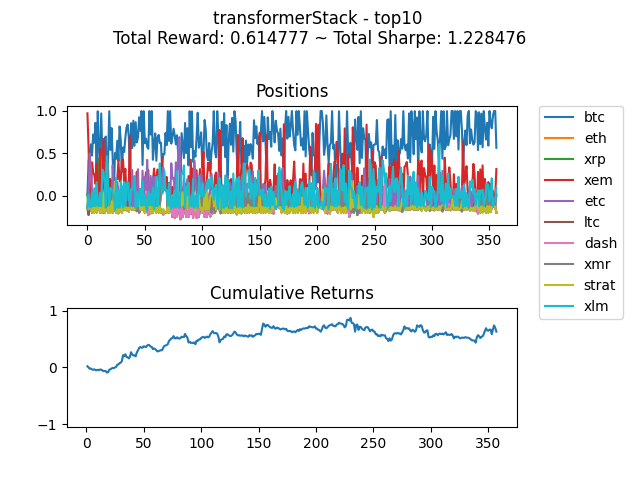 transformerStack - top10
Total Reward: 0.614777 ~ Total Sharpe: 1.228476
Positions
1.0
0.5
0.0
0 50 100 150 200 250 300 350
btc
eth
xrp
xem
etc
ltc
dash
xmr
strat
xlm
Cumulative Returns
1
0
−1
0 50 100 150 200 250 300 350